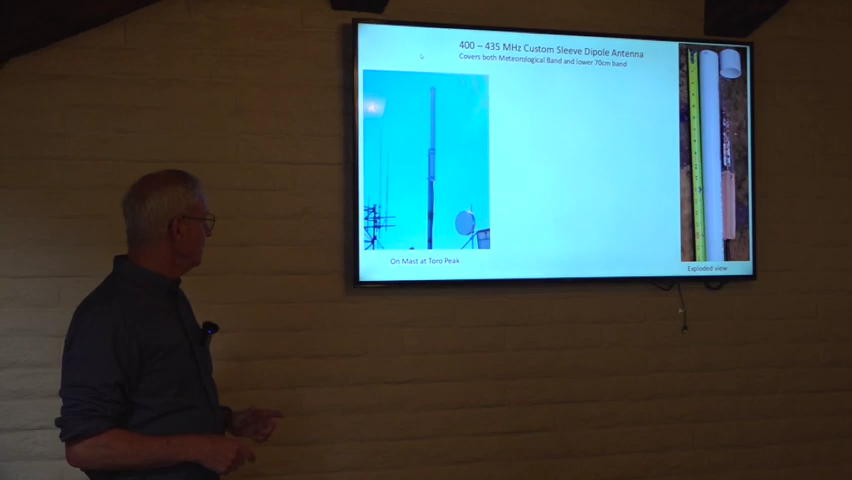 400 – 435 MHz Custom Sleeve Dipole Antenna
Covers both Meteorological Band and lower 70cm band
On Mast at Toro Peak
Exploded view